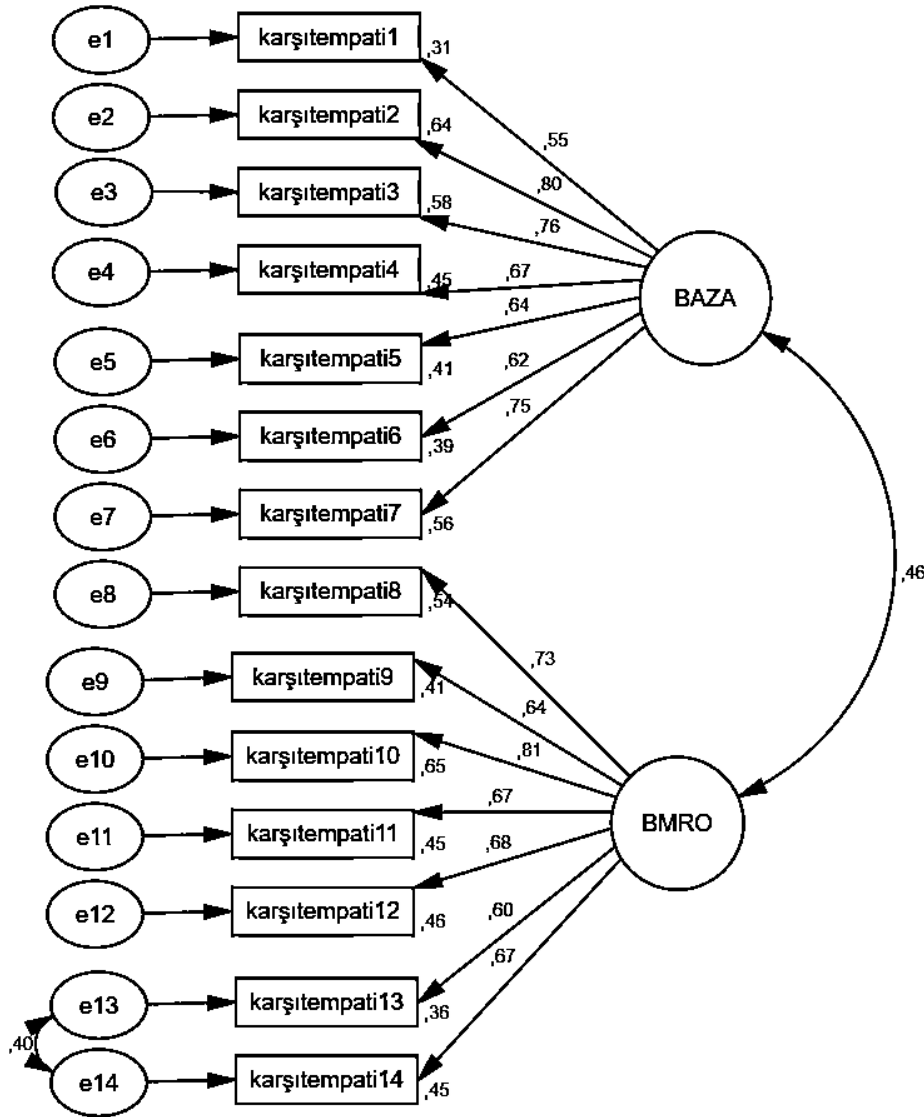 e1
karşıtempati1
,31
e2
karşıtempati2
,64
,55
e3
karşıtempati3
,58
,80
,76
e4
karşıtempati4
,45
,67
BAZA
e5
karşıtempati5
,41
,64
e6
karşıtempati6
,39
,62
,75
e7
karşıtempati7
,56
,46
e8
karşıtempati8
,54
,73
e9
karşıtempati9
,41
,64
e10
karşıtempati10
,65
,81
e11
karşıtempati11
,45
,67
BMRO
e12
karşıtempati12
,46
,68
e13
karşıtempati13
,36
,60
,67
,40
e14
karşıtempati14
,45